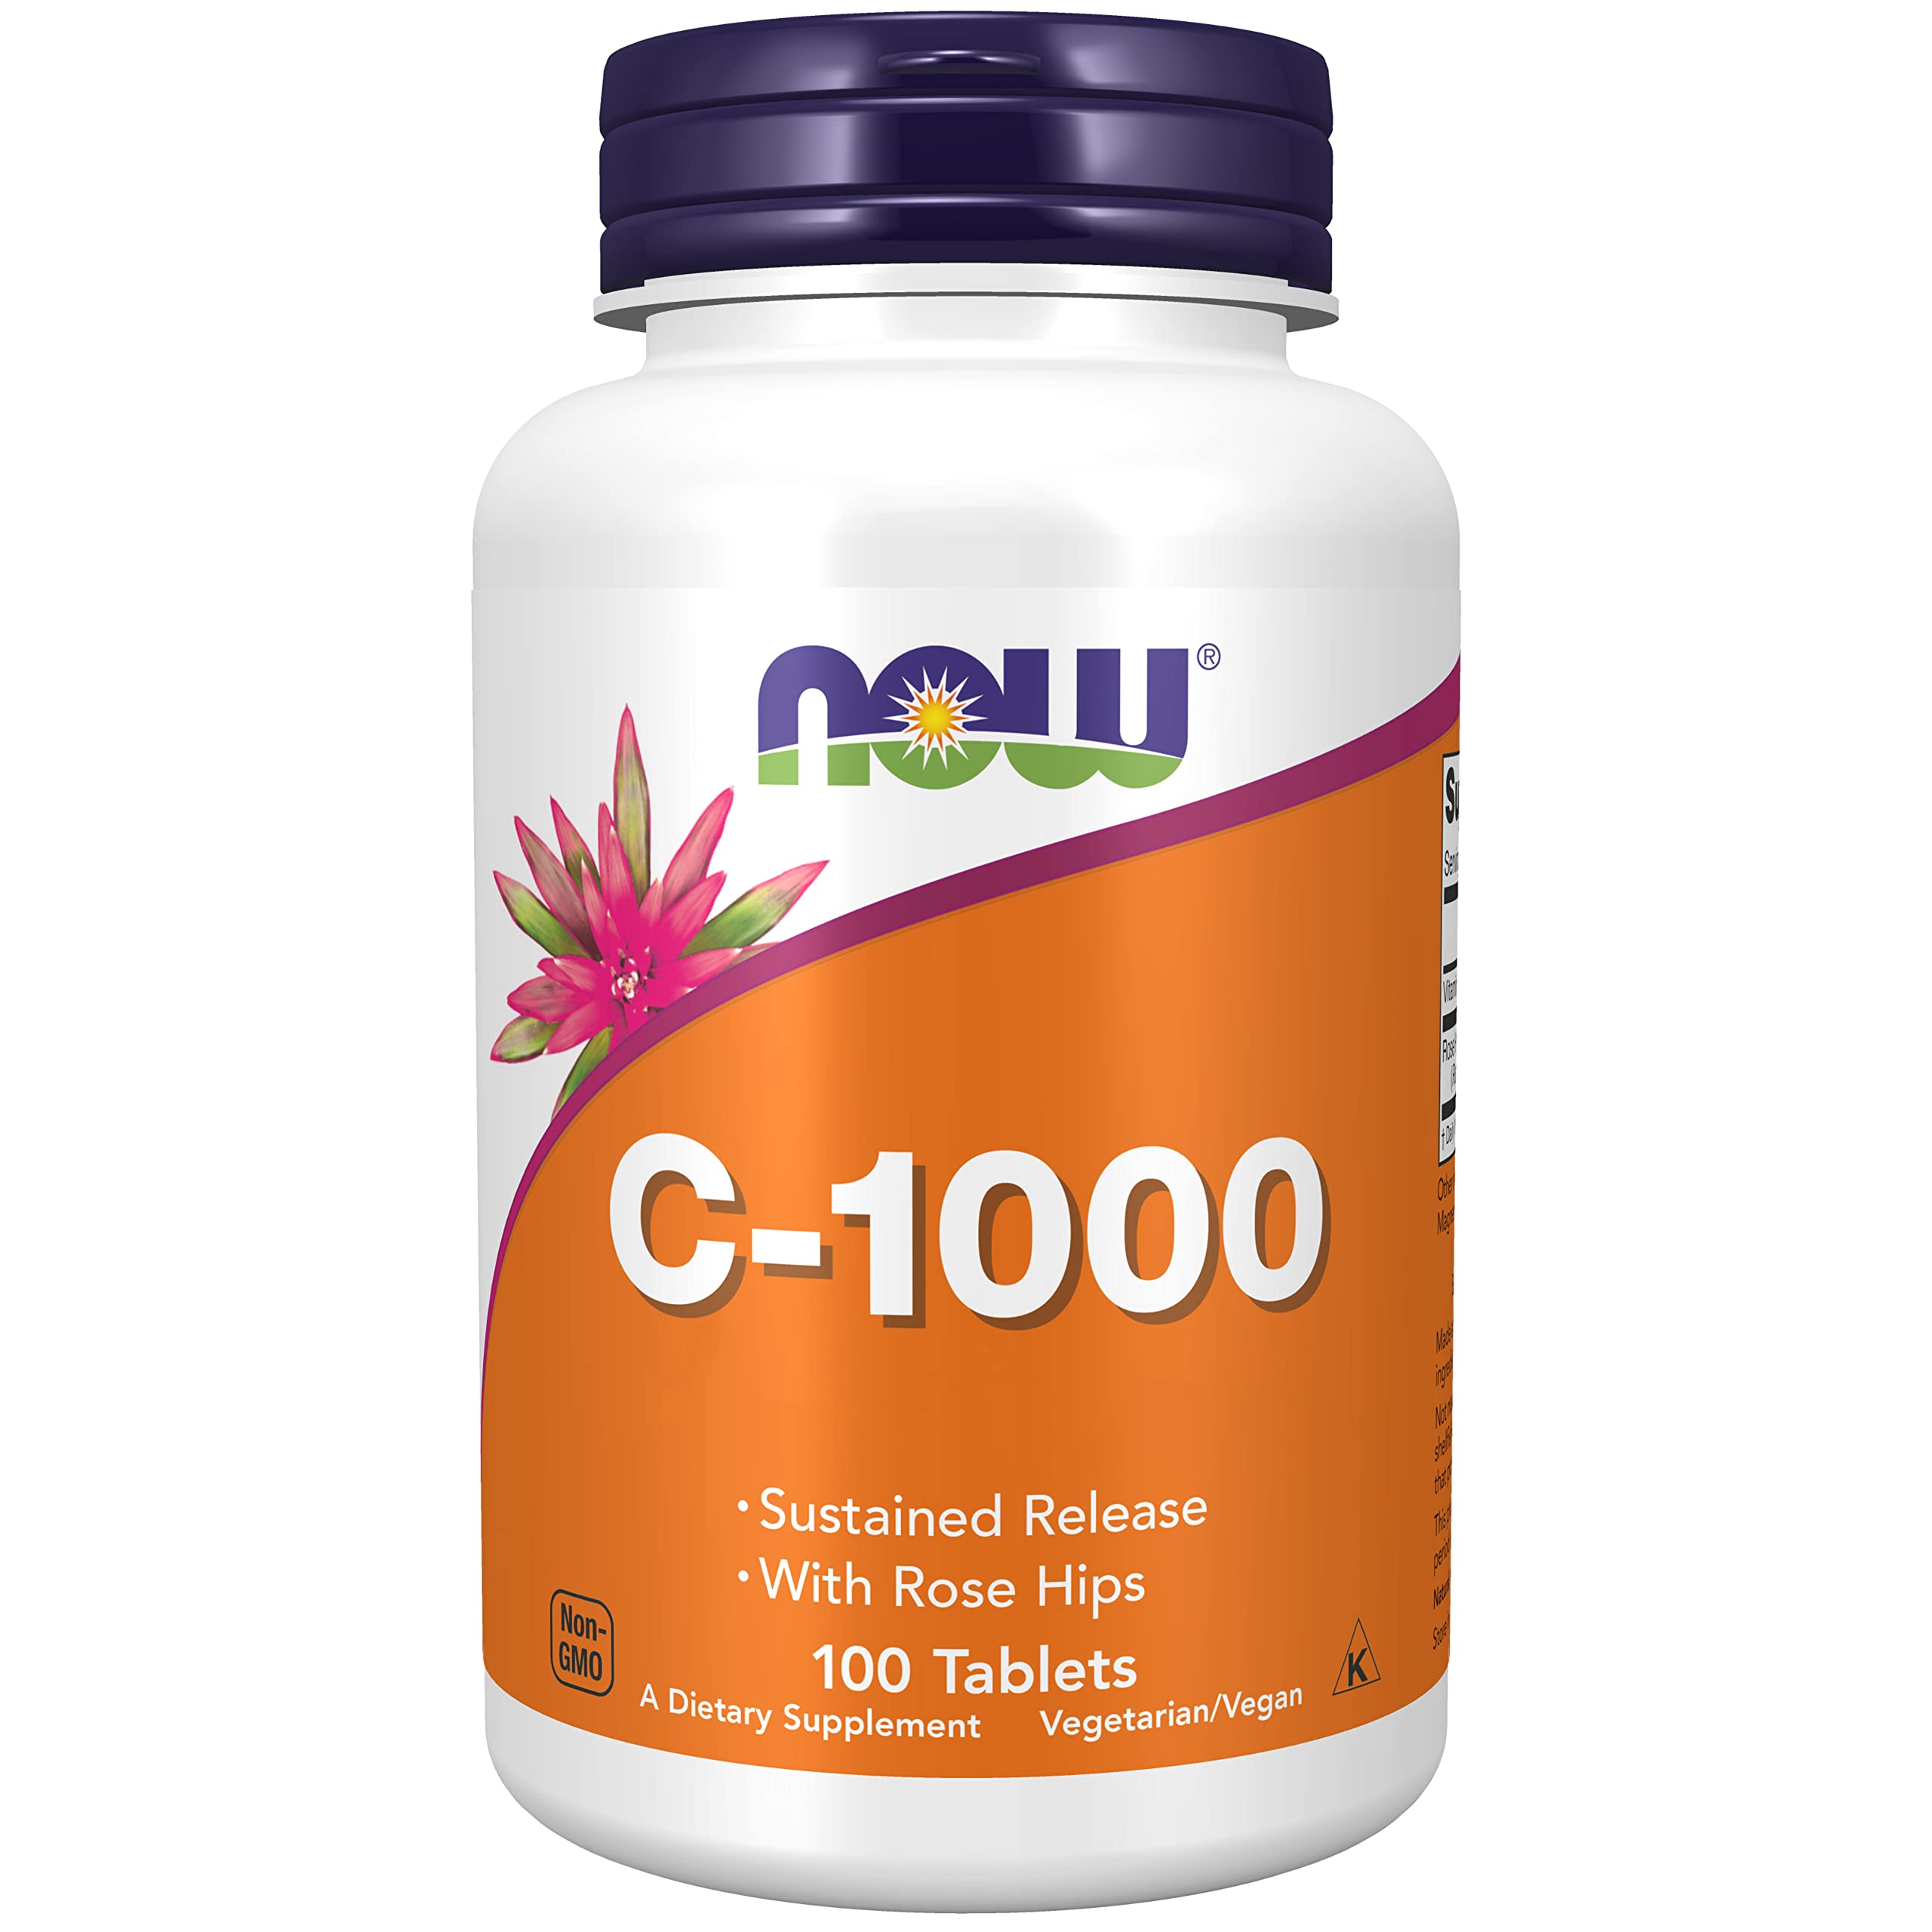 now®
C-1000
• Sustained Release
• With Rose Hips
Non-
GMO
100 Tablets
K
A Dietary Supplement
Vegetarian/Vegan